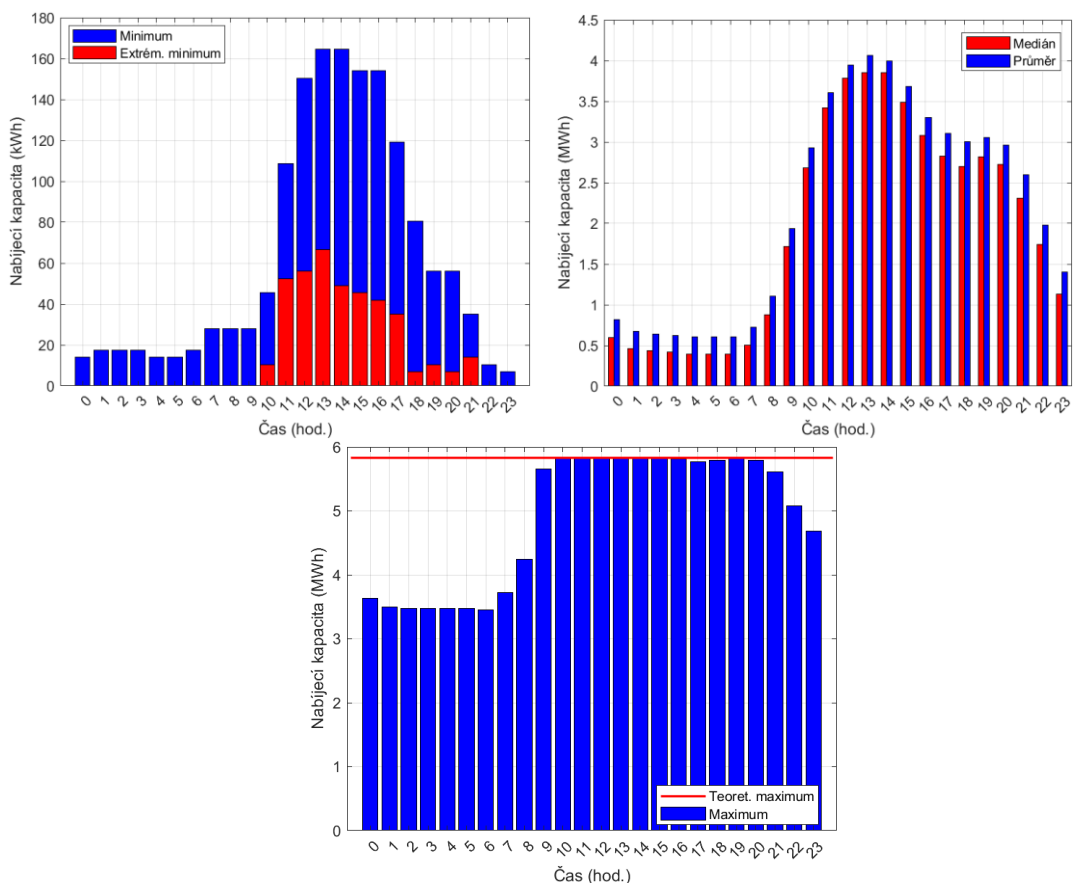 180
160
140
120
100
80
60
40
20
0
Nabíjecí kapacita (kWh)
Minimum
Extrém. minimum
0 1 2 3 4 5 6 7 8 9 10 11 12 13 14 15 16 17 18 19 20 21 22 23
Čas (hod.)
4.5
4
3.5
3
2.5
2
1.5
1
0.5
0
Nabíjecí kapacita (MWh)
Medián
Průměr
0 1 2 3 4 5 6 7 8 9 10 11 12 13 14 15 16 17 18 19 20 21 22 23
Čas (hod.)
6
5
4
3
2
1
0
Nabíjecí kapacita (MWh)
Teoret. maximum
Maximum
0 1 2 3 4 5 6 7 8 9 10 11 12 13 14 15 16 17 18 19 20 21 22 23
Čas (hod.)